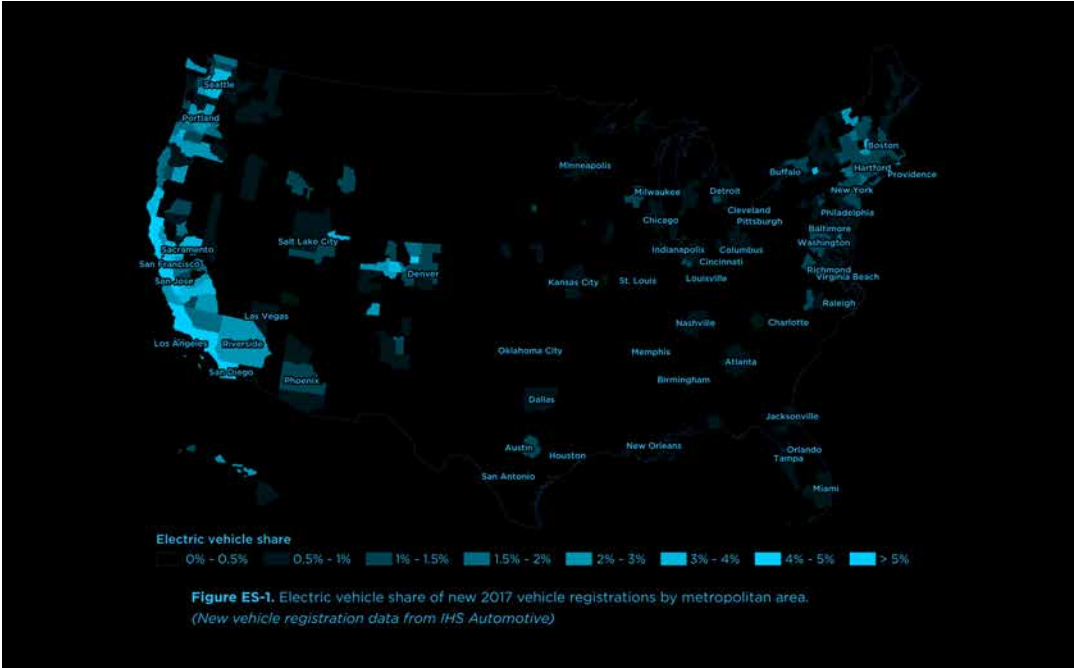 Seattle
Portland
Minneapolis
Boston
Buffalo
Hartford
Providence
Milwaukee
Detroit
New York
Cleveland
Philadelphia
Chicago
Pittsburgh
Baltimore
Salt Lake City
Sacramento
Indianapolis
Columbus
Washington
San Francisco
Denver
Cincinnati
San Jose
Kansas City
St. Louis
Louisville
Richmond
Virginia Beach
Las Vegas
Raleigh
Nashville
Charlotte
Los Angeles
Riverside
Oklahoma City
Memphis
Atlanta
San Diego
Phoenix
Birmingham
Dallas
Jacksonville
Austin
Houston
New Orleans
Orlando
Tampa
San Antonio
Miami
Electric vehicle share
0% - 0.5% 0.5% - 1% 1% - 1.5% 1.5% - 2% 2% - 3% 3% - 4% 4% - 5% > 5%
Figure ES-1. Electric vehicle share of new 2017 vehicle registrations by metropolitan area.
(New vehicle registration data from IHS Automotive)